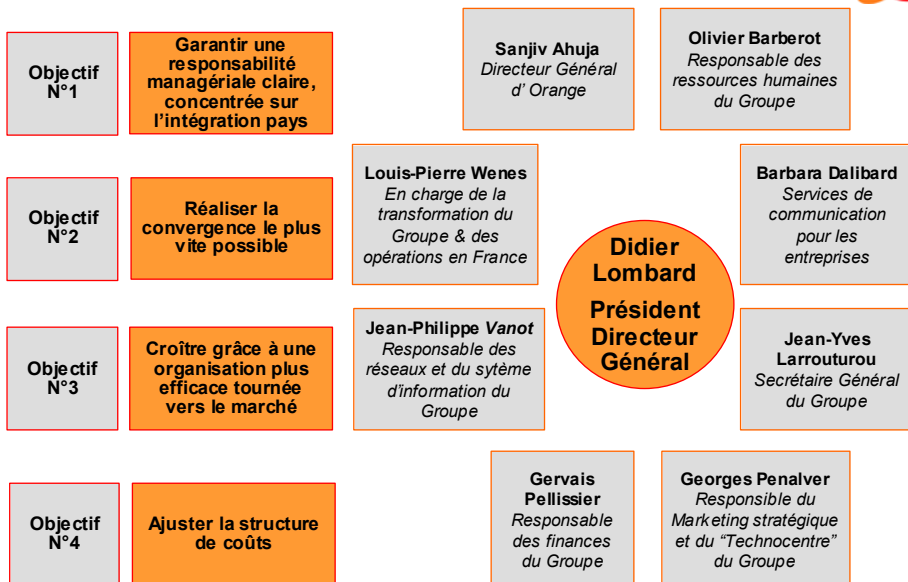 Objectif
N°1
Garantir une
responsabilité
managériale claire,
concentrée sur
l'intégration pays
Objectif
N°2
Réaliser la
convergence le plus
vite possible
Objectif
N°3
Croître grâce à une
organisation plus
efficace tournée
vers le marché
Objectif
N°4
Ajuster la structure
de coûts
Sanjiv Ahuja
Directeur Général
d' Orange
Olivier Barberot
Responsable des
ressources humaines
du Groupe
Louis-Pierre Wenes
En charge de la
transformation du
Groupe & des
opérations en France
Barbara Dalibard
Services de
communication
pour les
entreprises
Didier
Lombard
Président
Directeur
Général
Jean-Philippe Vanot
Responsable des
réseaux et du sytème
d'information du
Groupe
Jean-Yves
Larrouturou
Secrétaire Général
du Groupe
Gervais
Pellissier
Responsable
des finances
du Groupe
Georges Penalver
Responsible du
Marketing stratégique
et du "Technocentre"
du Groupe